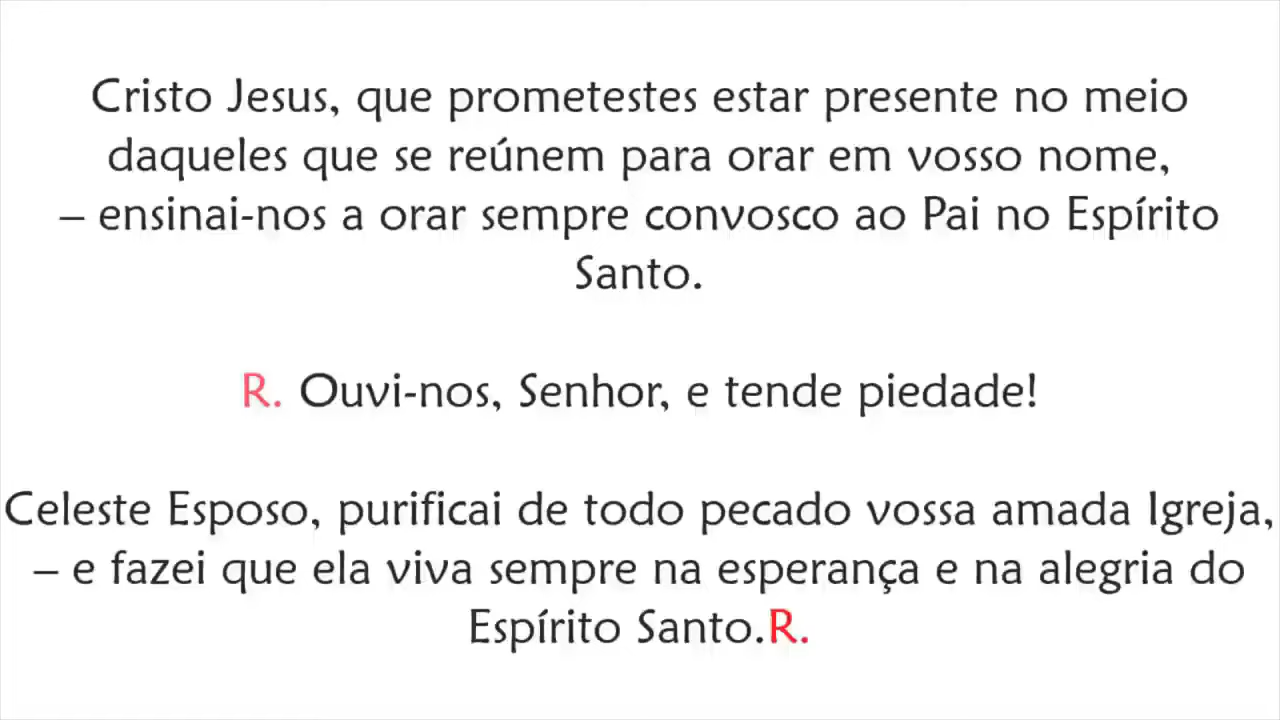 Cristo Jesus, que prometestes estar presente no meio
daqueles que se reúnem para orar em vosso nome,
– ensinai-nos a orar sempre convosco ao Pai no Espírito
Santo.
R. Ouvi-nos, Senhor, e tende piedade!
Celeste Esposo, purificai de todo pecado vossa amada Igreja,
– e fazei que ela viva sempre na esperança e na alegria do
Espírito Santo.R.